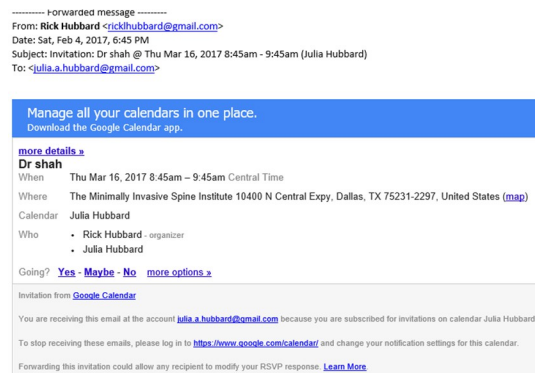 ---------- Forwarded message ---------
From: Rick Hubbard <ricklhubbard@gmail.com>
Date: Sat, Feb 4, 2017, 6:45 PM
Subject: Invitation: Dr shah @ Thu Mar 16, 2017 8:45am - 9:45am (Julia Hubbard)
To: <julia.a.hubbard@gmail.com>
Manage all your calendars in one place.
Download the Google Calendar app.
more details »
Dr shah
When Thu Mar 16, 2017 8:45am – 9:45am Central Time
Where The Minimally Invasive Spine Institute 10400 N Central Expy, Dallas, TX 75231-2297, United States (map)
Calendar Julia Hubbard
Who • Rick Hubbard - organizer
• Julia Hubbard
Going? Yes - Maybe - No more options »
Invitation from Google Calendar
You are receiving this email at the account julia.a.hubbard@gmail.com because you are subscribed for invitations on calendar Julia Hubbard
To stop receiving these emails, please log in to https://www.google.com/calendar/ and change your notification settings for this calendar.
Forwarding this invitation could allow any recipient to modify your RSVP response. Learn More.